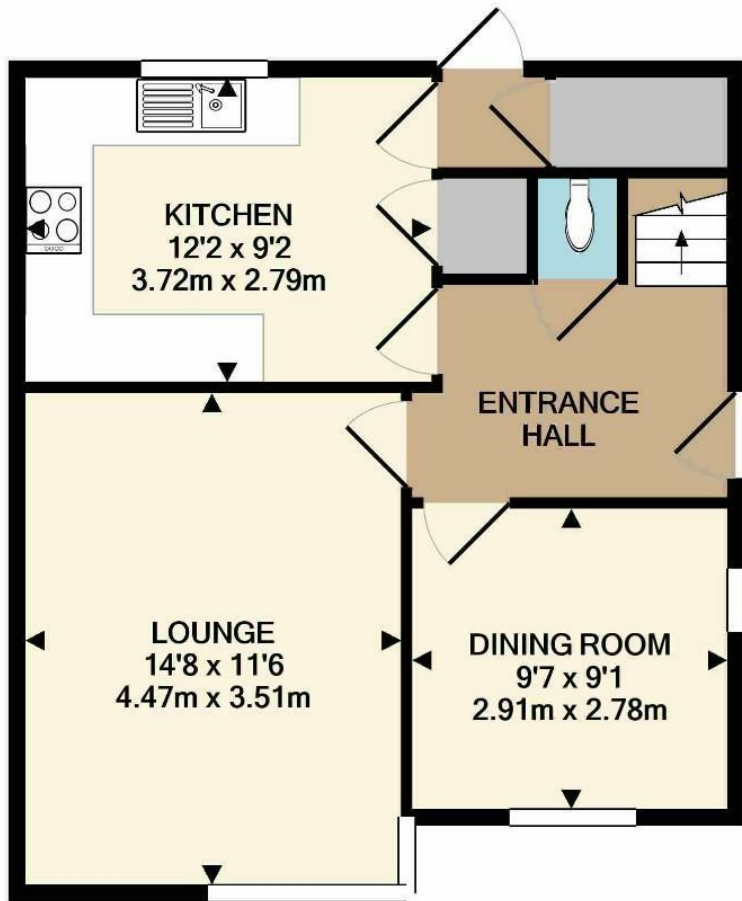 KITCHEN
12'2 x 9'2
3.72m x 2.79m
ENTRANCE
HALL
LOUNGE
14'8 x 11'6
4.47m x 3.51m
DINING ROOM
9'7 x 9'1
2.91m x 2.78m